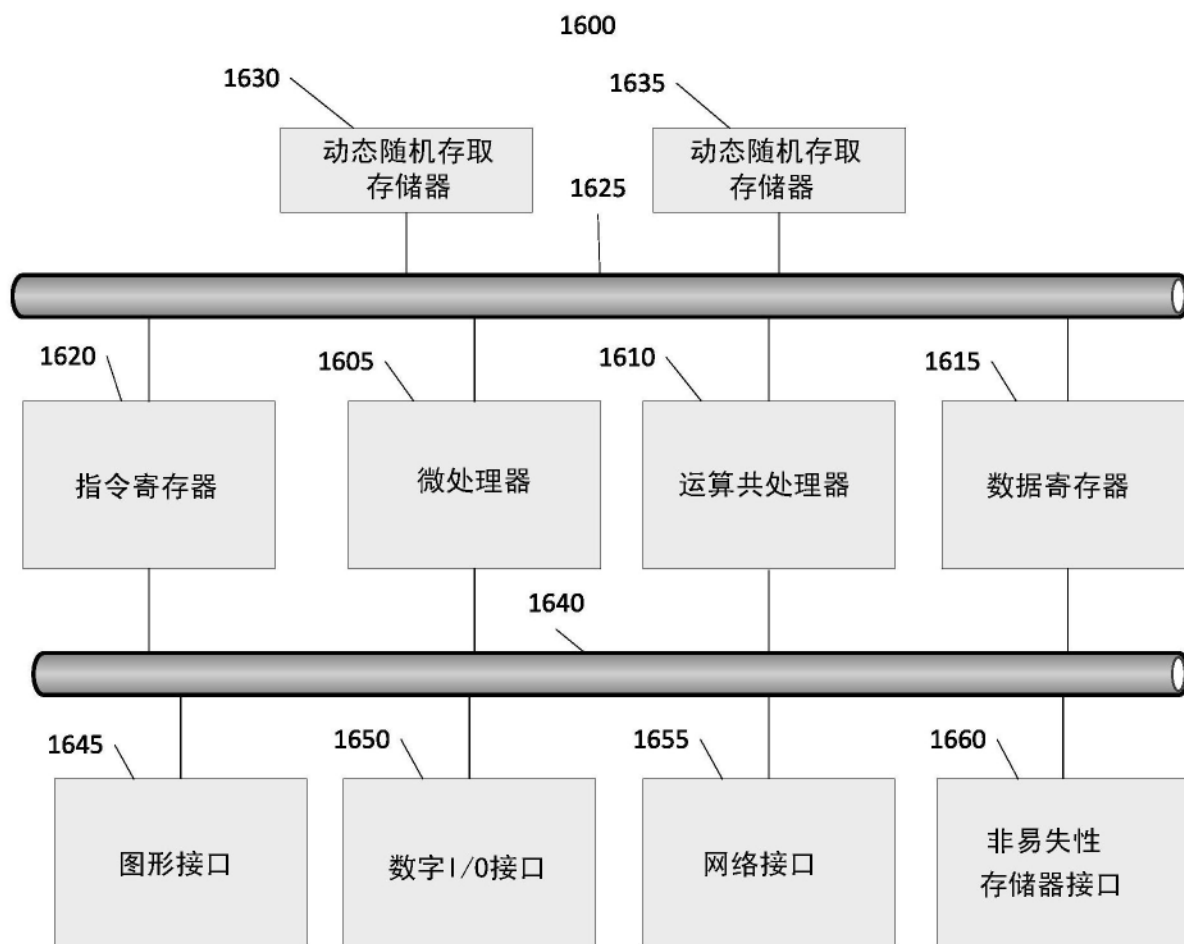 1600
1630
1635
动态随机存取
存储器
动态随机存取
存储器
1625
1620
1605
1610
1615
指令寄存器
微处理器
运算共处理器
数据寄存器
1640
1645
1650
1655
1660
图形接口
数字I/O接口
网络接口
非易失性
存储器接口